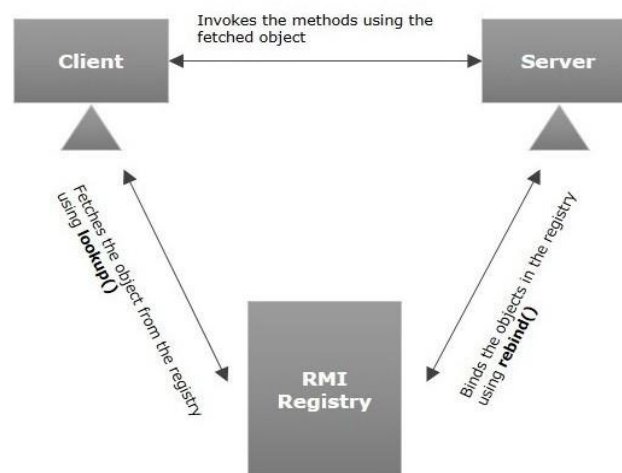 Invokes the methods using the
fetched object
Client
Server
Fetches the object from the registry
using lookup()
Binds the objects in the registry
using rebind()
RMI
Registry